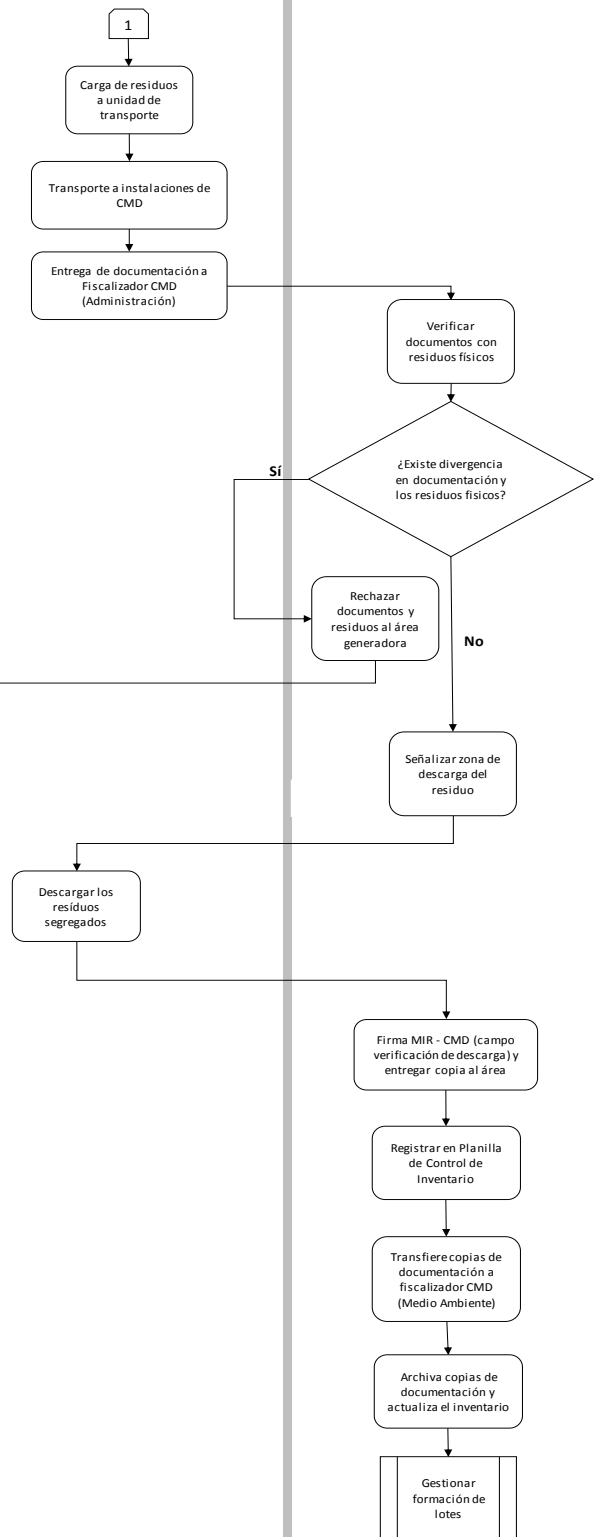 1
Carga de residuos
a unidad de
transporte
Transporte a instalaciones de
CMD
Entrega de documentación a
Fiscalizador CMD
(Administración)
Verificar
documentos con
residuos físicos
¿Existe divergencia
en documentación y
los residuos fisicos?
Sí
Rechazar
documentos y
residuos al área
generadora
No
Señalizar zona de
descarga del
residuo
Descargar los
resíduos
segregados
Firma MIR - CMD (campo
verificación de descarga) y
entregar copia al área
Registrar en Planilla
de Control de
Inventario
Transfiere copias de
documentación a
fiscalizador CMD
(Medio Ambiente)
Archiva copias de
documentación y
actualiza el inventario
Gestionar
formación de
lotes